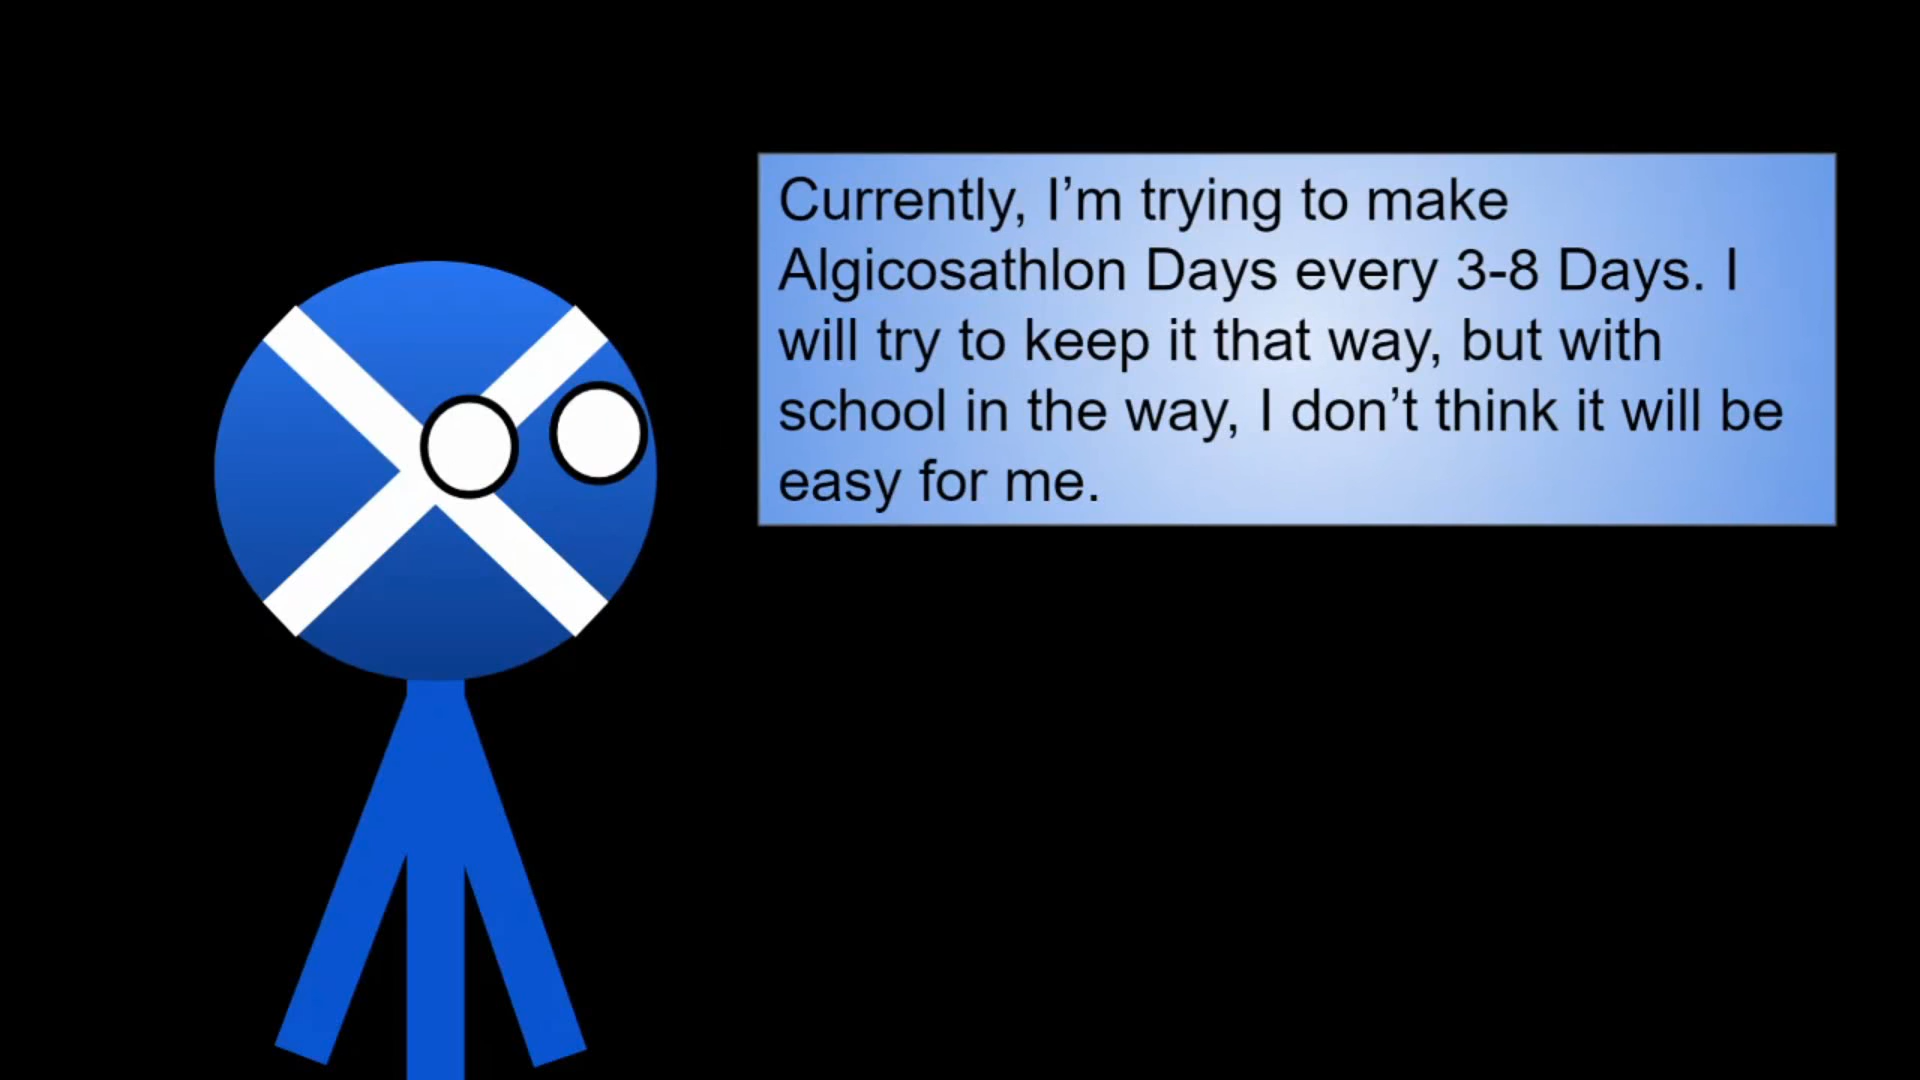 Currently, I’m trying to make
Algicosathlon Days every 3-8 Days. I
will try to keep it that way, but with
school in the way, I don’t think it will be
easy for me.